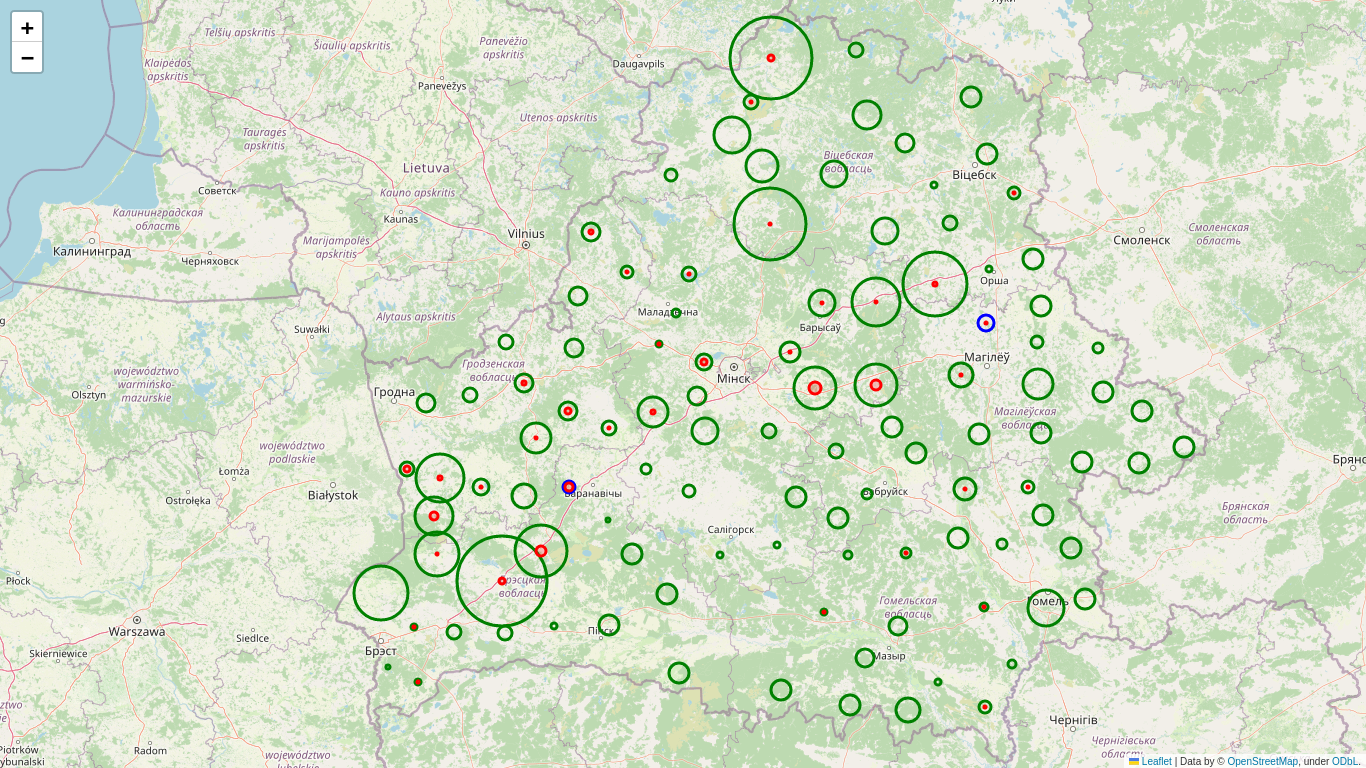 +
−
Telšių apskritis
Šiaulių apskritis
Panevėžio
apskritis
Klaipėdos
apskritis
Daugavpils
Panevėžys
Utenos apskritis
Tauragės
apskritis
Lietuva
Советск
Kauno apskritis
Віцебская
вобласць
Віцебск
Калининградская
область
Kaunas
Vilnius
Marijampolės
apskritis
Калининград
Черняховск
Смоленск
Смоленская
область
Орша
Alytaus apskritis
Маладзечна
Suwałki
Барысаў
Гродзенская
вобласць
Магілёў
Мінск
województwo
warmińsko-
mazurskie
Olsztyn
Гродна
Магілёўская
вобласць
województwo
podlaskie
Łomża
Białystok
Ostrołęka
Баранавічы
Бабруйск
Брянская
область
Салігорск
Płock
Брэсцкая
вобласць
Гомельская
вобласць
Гомель
Warszawa
Siedlce
Пінск
Skierniewice
Брэст
Мазыр
Чернігів
Radom
województwo
lubelskie
Чернігівська
область
Leaflet | Data by © OpenStreetMap, under ODbL.